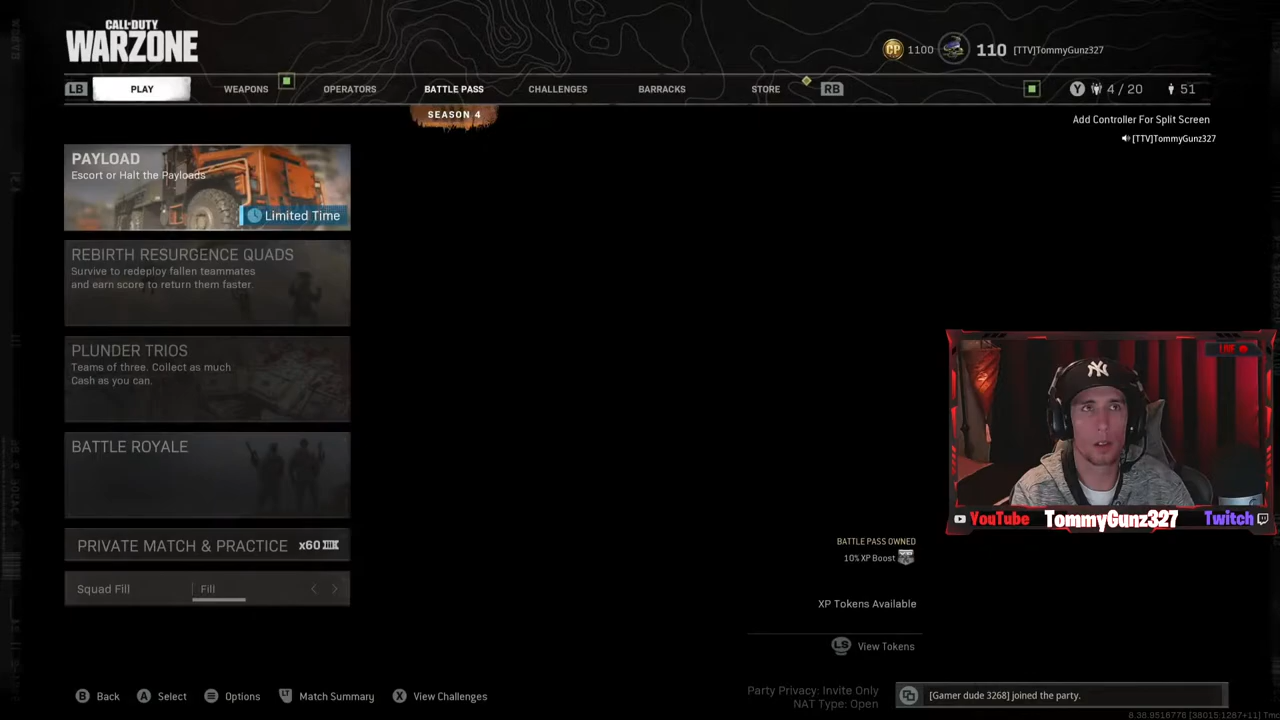 CALL OF DUTY
WARZONE
CP 1100 110 [TTV]TommyGunz327
LB PLAY WEAPONS OPERATORS BATTLE PASS CHALLENGES BARRACKS STORE RB Y 4 / 20 51
SEASON 4
Add Controller For Split Screen
[TTV]TommyGunz327
PAYLOAD
Escort or Halt the Payloads
Limited Time
REBIRTH RESURGENCE QUADS
Survive to redeploy fallen teammates
and earn score to return them faster.
PLUNDER TRIOS
Teams of three. Collect as much
Cash as you can.
BATTLE ROYALE
PRIVATE MATCH & PRACTICE x60
Squad Fill Fill
LIVE
NY
YouTube TommyGunz327 Twitch
BATTLE PASS OWNED
10% XP Boost
XP Tokens Available
LS View Tokens
B Back A Select Options LT Match Summary X View Challenges
Party Privacy: Invite Only
NAT Type: Open
[Gamer dude 3268] joined the party.